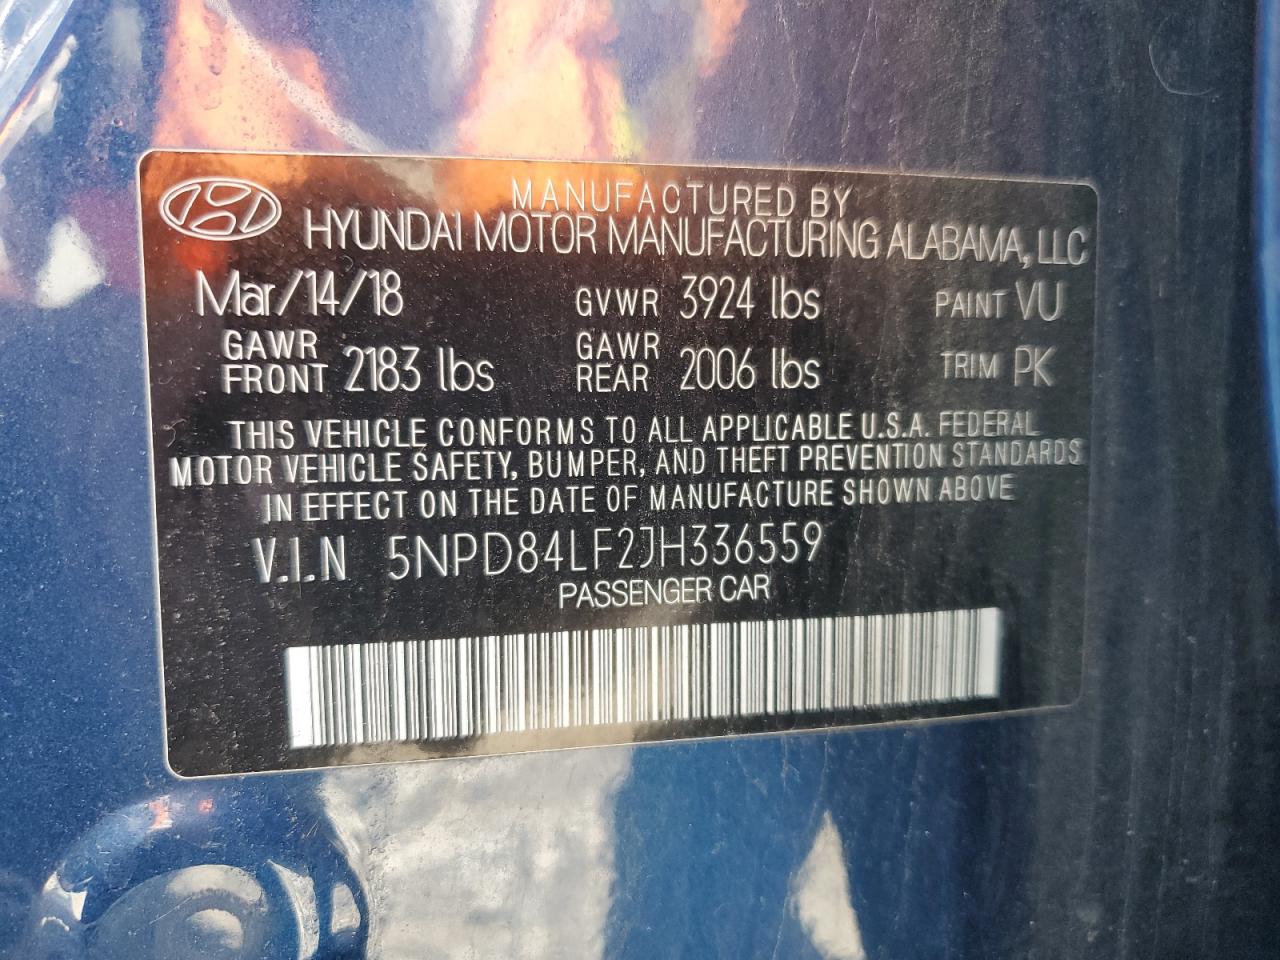 MANUFACTURED BY
HYUNDAI MOTOR MANUFACTURING ALABAMA, LLC
Mar/14/18 GVWR 3924 lbs PAINT VU
GAWR FRONT 2183 lbs GAWR REAR 2006 lbs TRIM PK
THIS VEHICLE CONFORMS TO ALL APPLICABLE U.S.A. FEDERAL
MOTOR VEHICLE SAFETY, BUMPER, AND THEFT PREVENTION STANDARDS
IN EFFECT ON THE DATE OF MANUFACTURE SHOWN ABOVE
V.I.N 5NPD84LF2JH336559
PASSENGER CAR